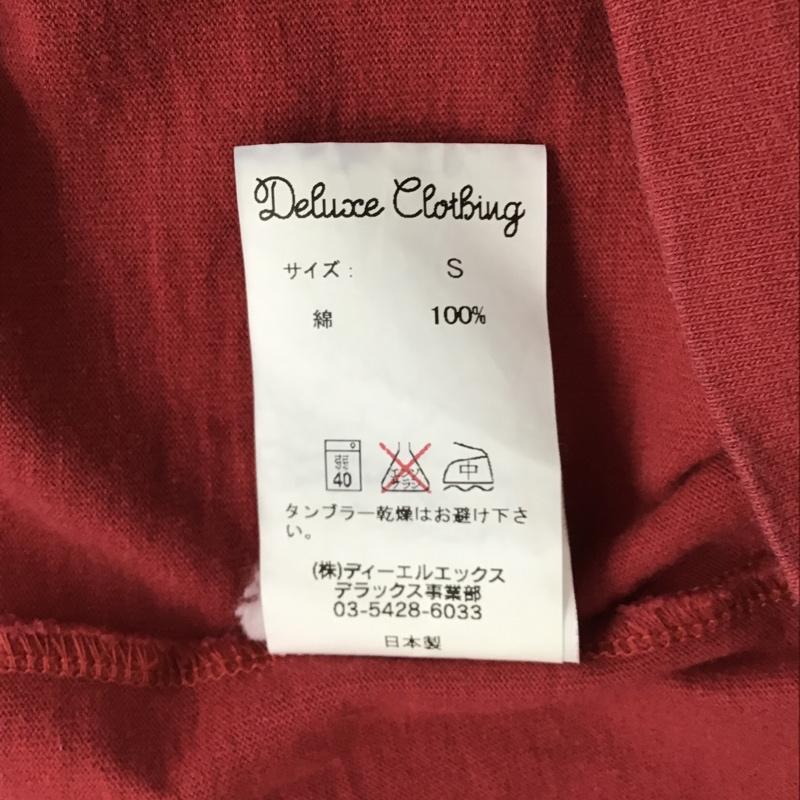 Deluxe Clothing
サイズ： S
綿 100%
40
中
タンブラー乾燥はお避け下さ
い。
(株)ディーエルエックス
デラックス事業部
03-5428-6033
日本製